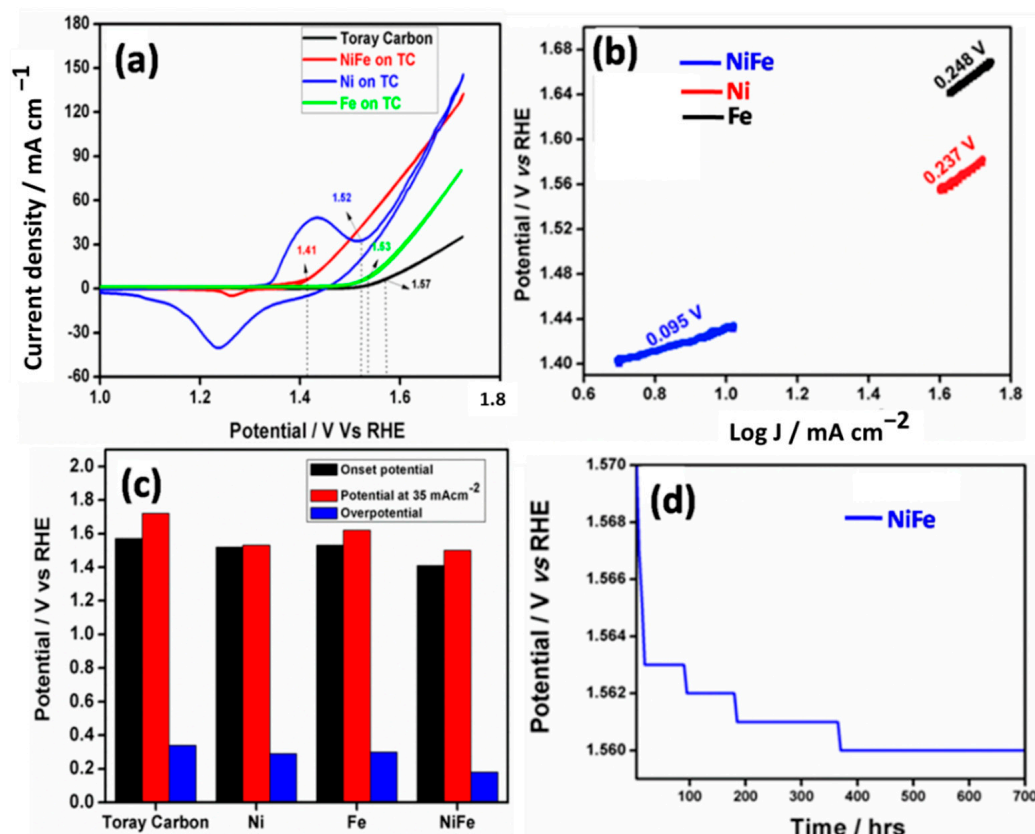 (a)
Toray Carbon
NiFe on TC
Ni on TC
Fe on TC
180
150
120
90
60
30
0
-30
-60
1.52
1.41
1.53
1.57
1.0
1.2
1.4
1.6
1.8
Current density / mA cm⁻¹
Potential / V Vs RHE
(b)
NiFe
Ni
Fe
0.248 V
0.237 V
0.095 V
1.68
1.64
1.60
1.56
1.52
1.48
1.44
1.40
0.6
0.8
1.0
1.2
1.4
1.6
1.8
Potential / V vs RHE
Log J / mA cm⁻²
(c)
Onset potential
Potential at 35 mAcm⁻²
Overpotential
2.0
1.8
1.6
1.4
1.2
1.0
0.8
0.6
0.4
0.2
0.0
Toray Carbon
Ni
Fe
NiFe
Potential / V vs RHE
(d)
NiFe
1.570
1.568
1.566
1.564
1.562
1.560
100
200
300
400
500
600
700
Potential / V vs RHE
Time / hrs